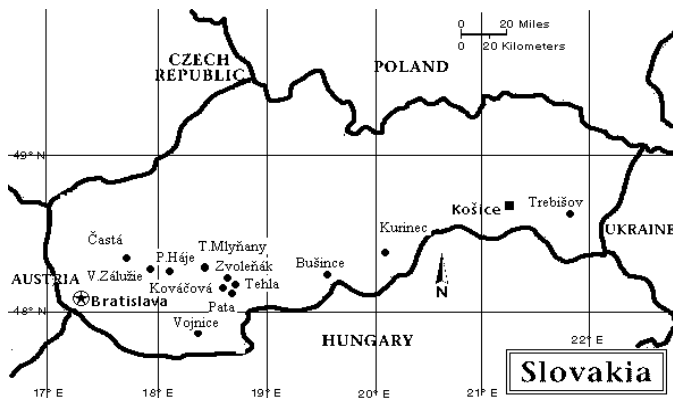 0 20 Miles
0 20 Kilometers
CZECH
REPUBLIC
POLAND
49° N
Košice
Trebišov
Kurinec
UKRAINE
Častá
P.Háje
T.Mlyňany
V.Zálužie
Zvoleňák
Bušince
AUSTRIA
Kováčová
Tehla
Bratislava
Pata
N
48° N
Vojnice
HUNGARY
22° E
Slovakia
17° E
18° E
19° E
20° E
21° E